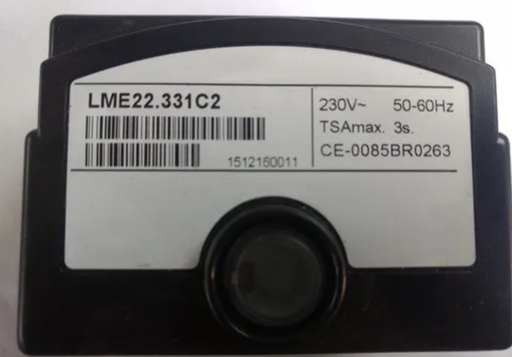 LME22.331C2
1512160011
230V~ 50-60Hz
TSAmax. 3s.
CE-0085BR0263